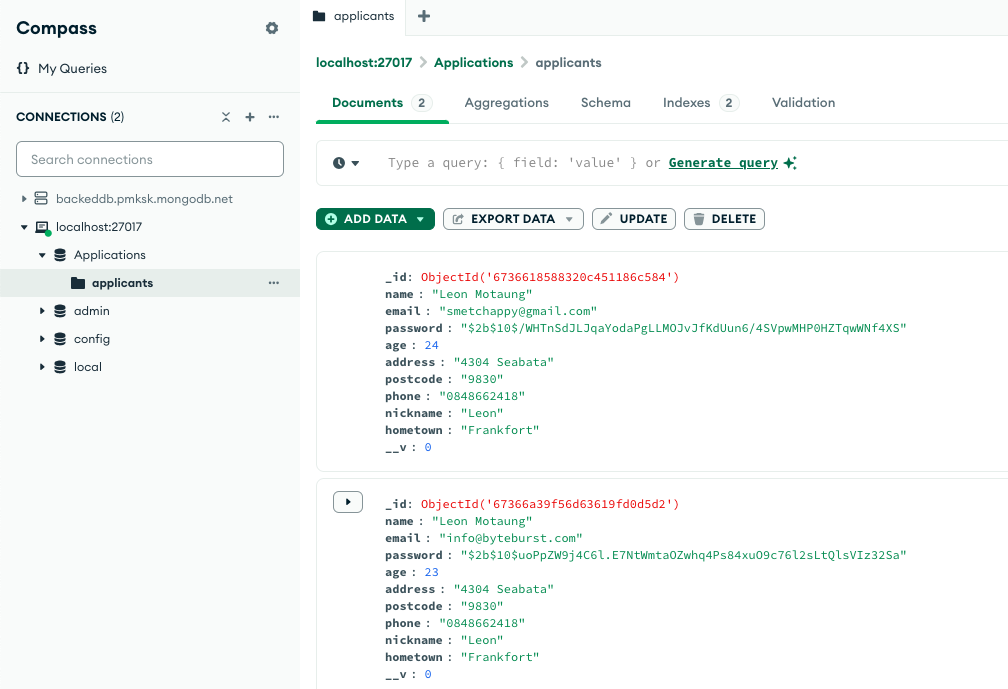 Compass
My Queries
CONNECTIONS (2)
Search connections
backeddb.pmksk.mongodb.net
localhost:27017
Applications
applicants
admin
config
local
applicants
localhost:27017 > Applications > applicants
Documents 2 Aggregations Schema Indexes 2 Validation
Type a query: { field: 'value' } or Generate query
ADD DATA EXPORT DATA UPDATE DELETE
_id: ObjectId('6736618588320c451186c584')
name : "Leon Motaung"
email : "smetchappy@gmail.com"
password : "$2b$10$/WHTnSdJLJqaYodaPgLLMOJvJfKdUun6/4SVpwMHP0HZTqwWNf4XS"
age : 24
address : "4304 Seabata"
postcode : "9830"
phone : "0848662418"
nickname : "Leon"
hometown : "Frankfort"
__v : 0
_id: ObjectId('67366a39f56d63619fd0d5d2')
name : "Leon Motaung"
email : "info@byteburst.com"
password : "$2b$10$uoPpZW9j4C6l.E7NtWmtaOZwhq4Ps84xuO9c76l2sLtQlsVIz32Sa"
age : 23
address : "4304 Seabata"
postcode : "9830"
phone : "0848662418"
nickname : "Leon"
hometown : "Frankfort"
__v : 0